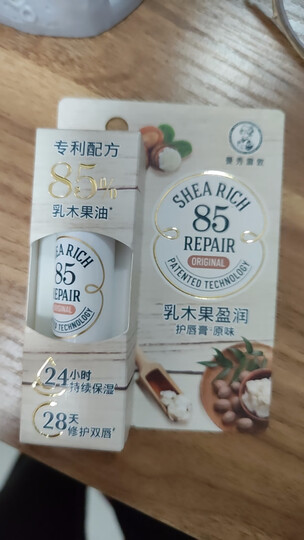 专利配方
85%
乳木果油*
SHEA RICH
85
REPAIR
ORIGINAL
PATENTED TECHNOLOGY
24小时
持续保湿†
28天
修护双唇†
曼秀雷敦
SHEA RICH
85
REPAIR
ORIGINAL
PATENTED TECHNOLOGY
乳木果盈润
护唇膏·原味